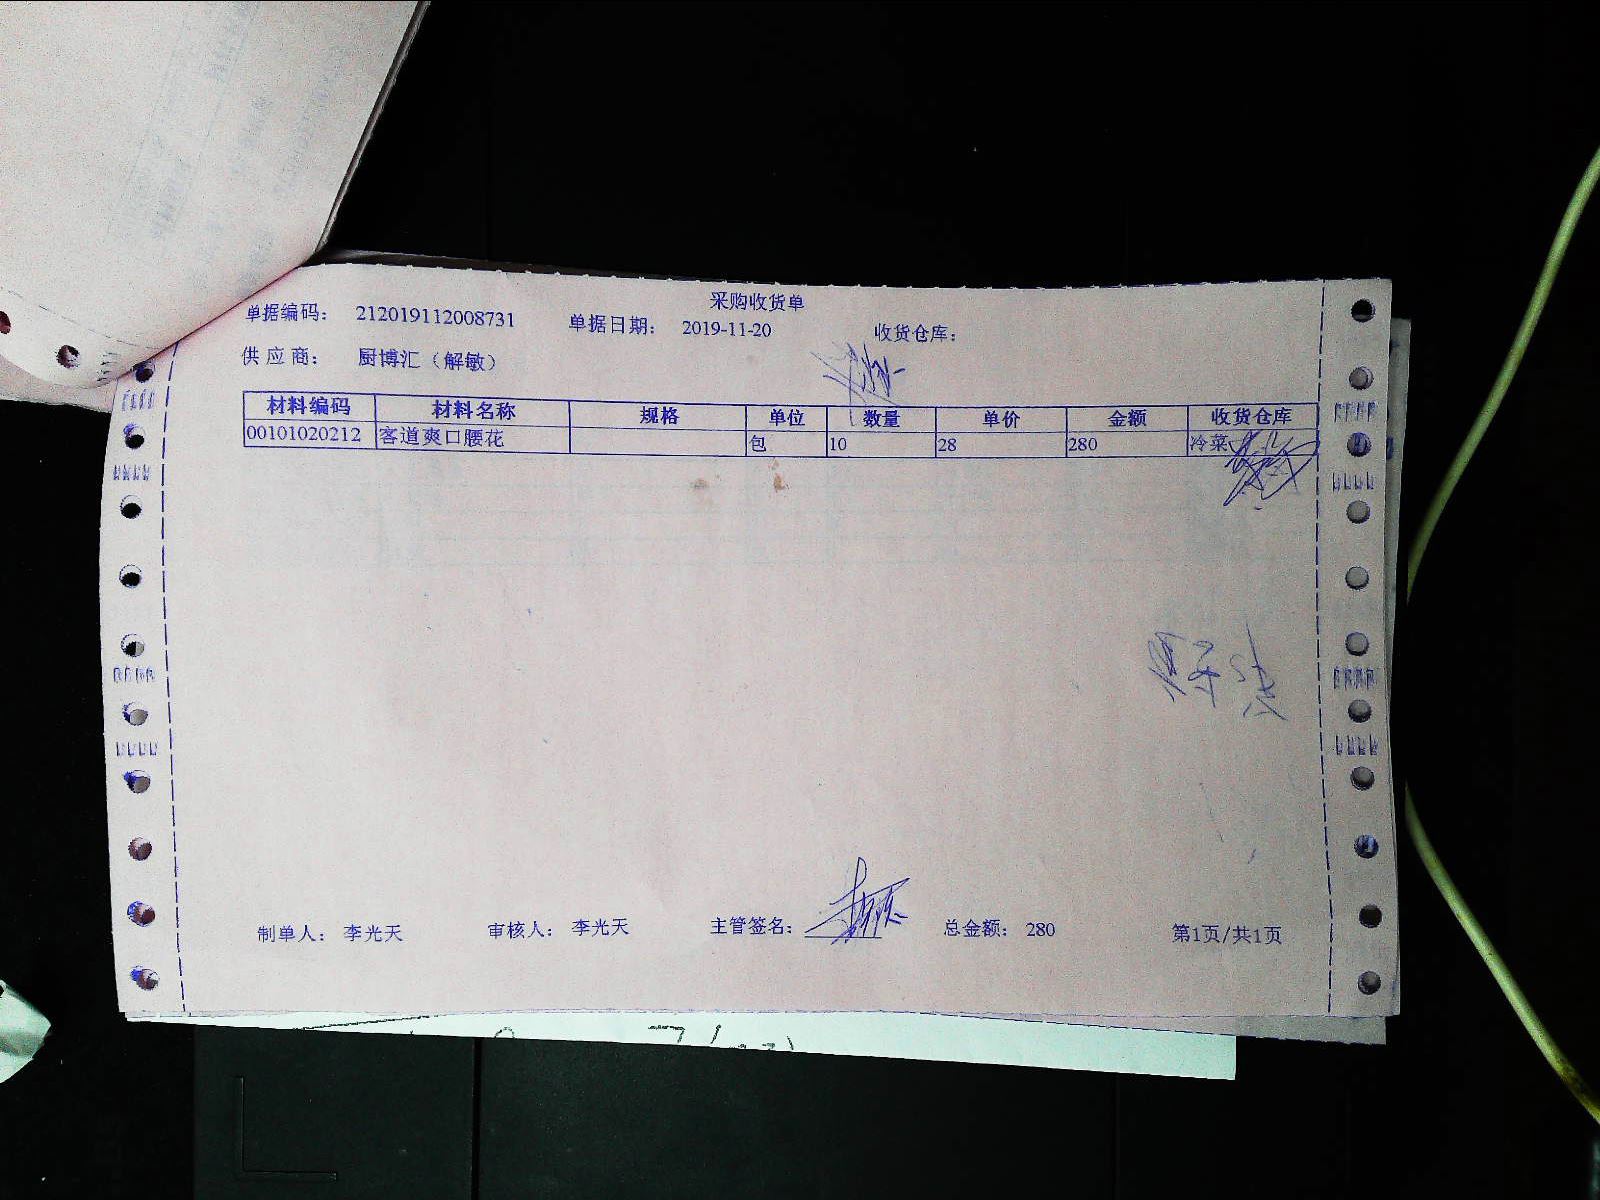 采购收货单
单据编码： 212019112008731 单据日期： 2019-11-20 收货仓库：
供应商： 厨博汇（解敏）
材料编码 材料名称 规格 单位 数量 单价 金额 收货仓库
00101020212 客道爽口腰花 包 10 28 280 冷菜
制单人： 李光天 审核人： 李光天 主管签名： 总金额： 280 第1页/共1页